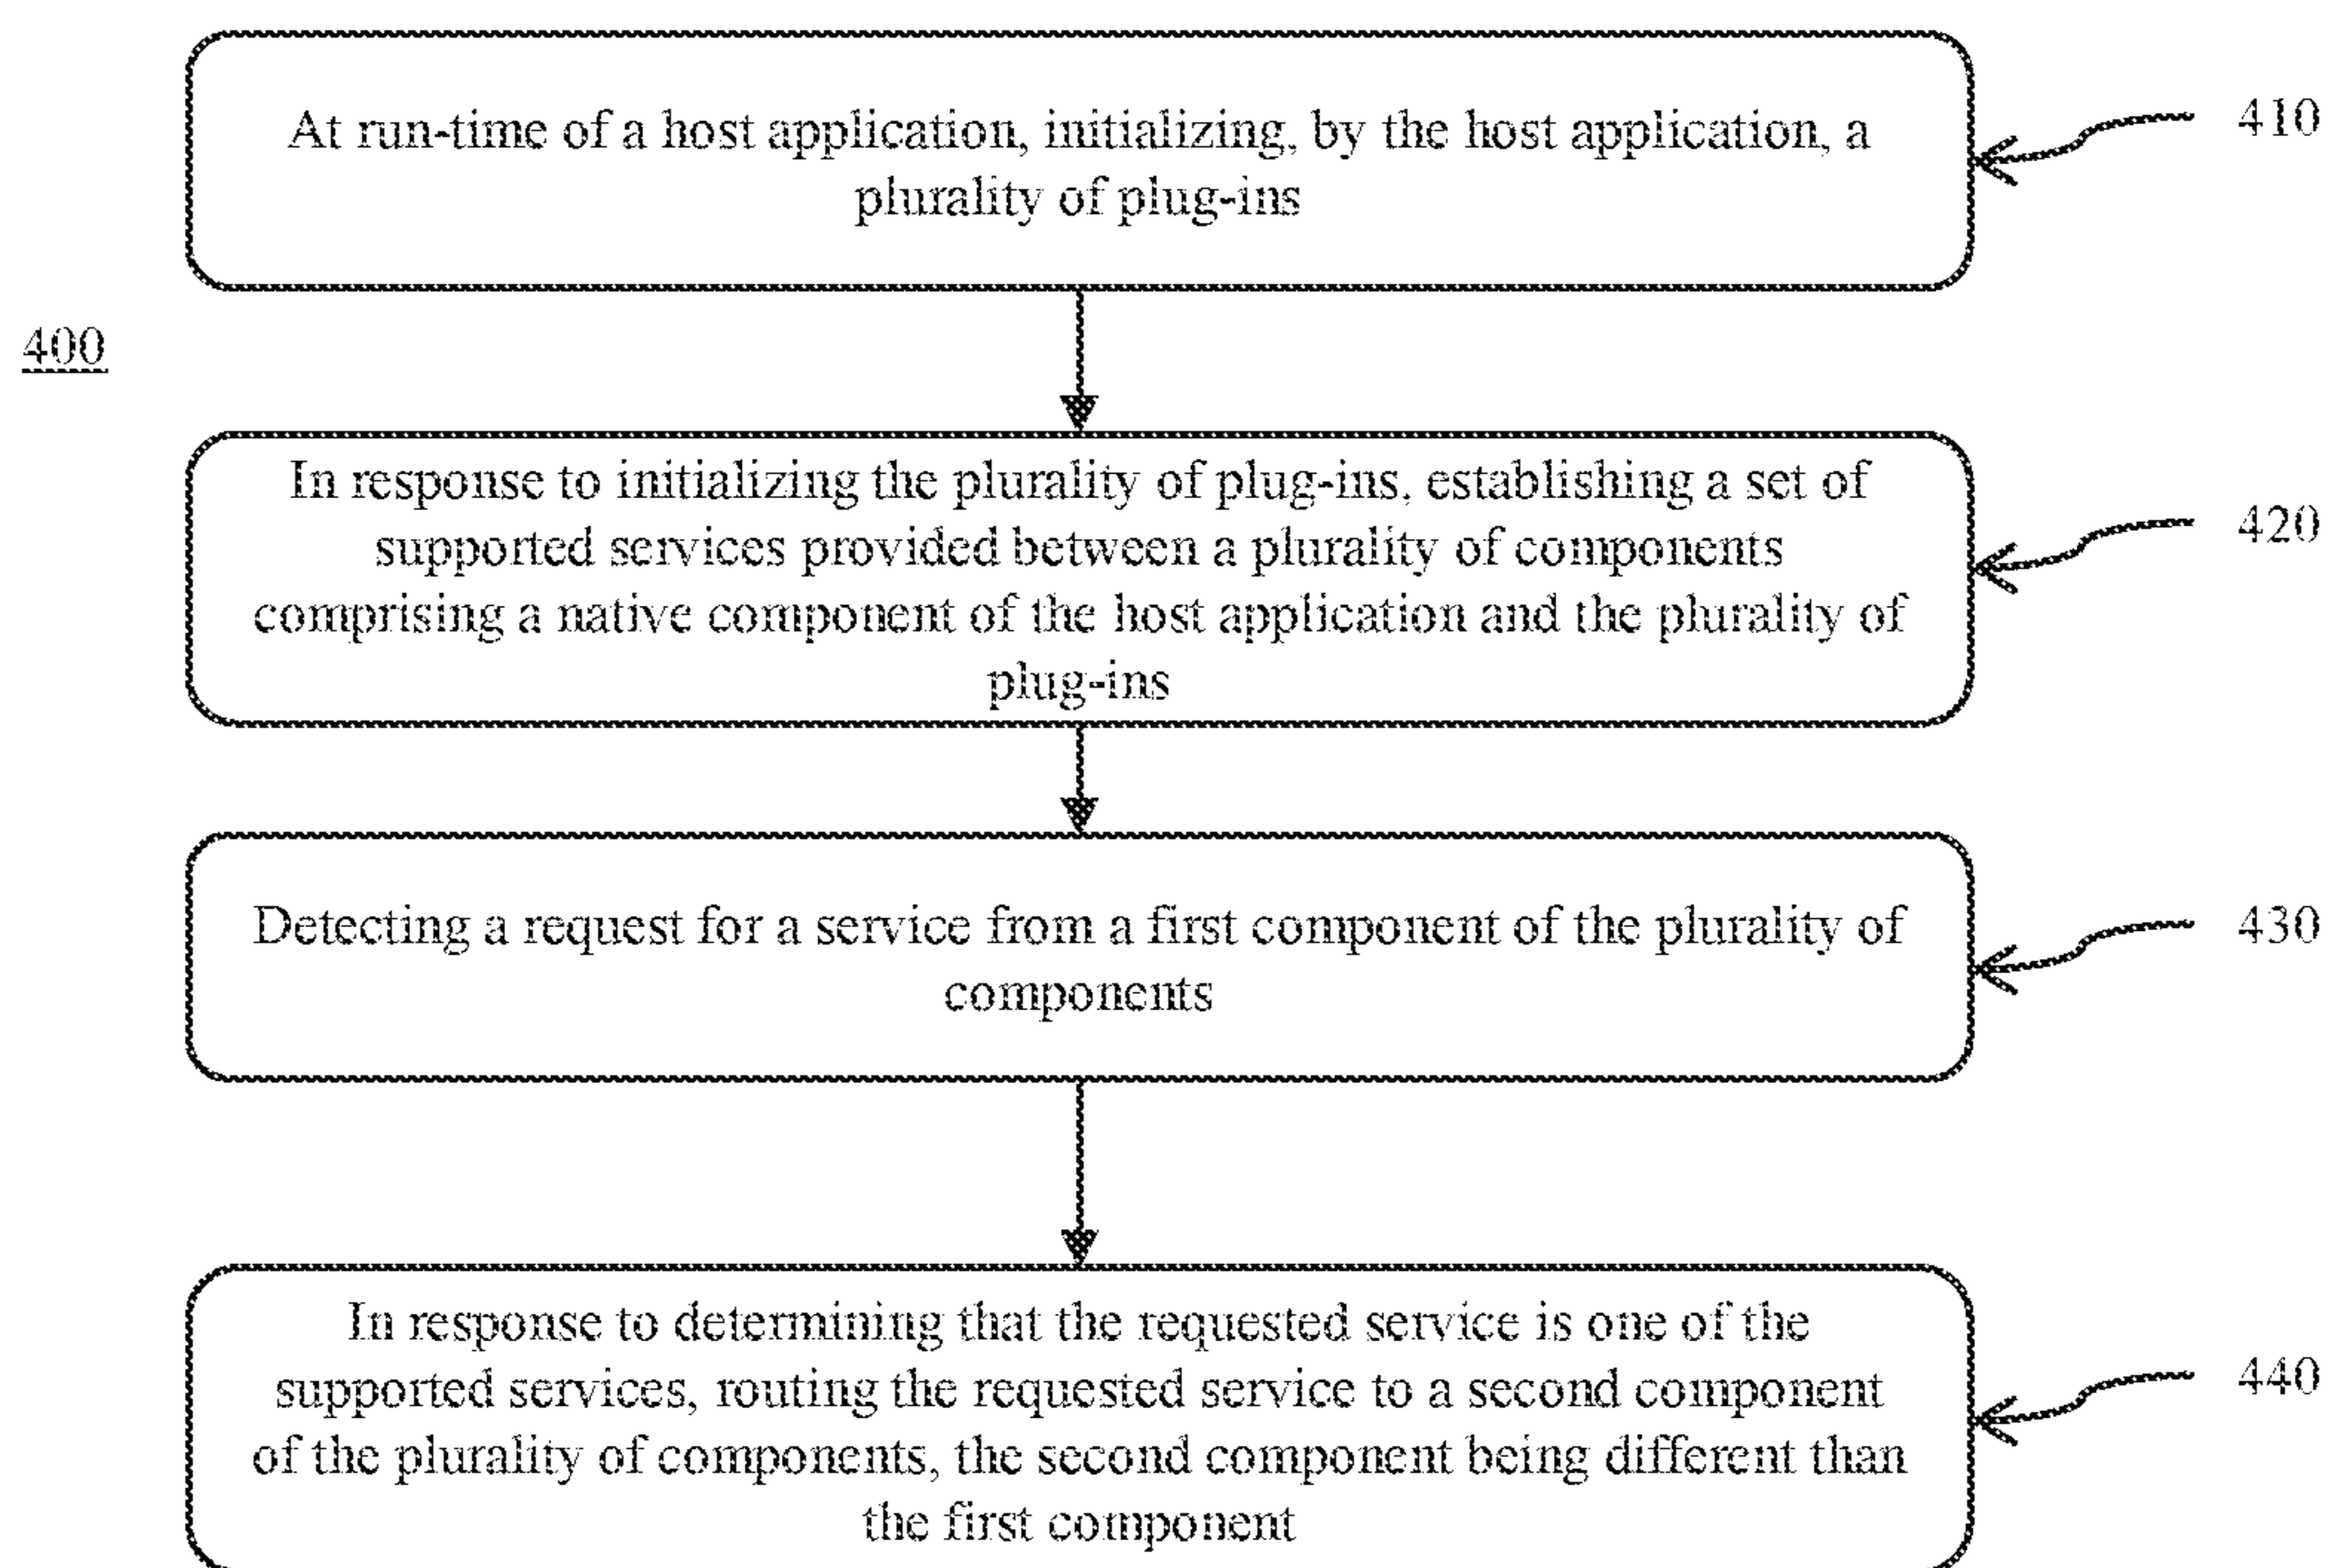 At run-time of a host application, initializing, by the host application, a
plurality of plug-ins
410
400
In response to initializing the plurality of plug-ins, establishing a set of
supported services provided between a plurality of components
comprising a native component of the host application and the plurality of
plug-ins
420
Detecting a request for a service from a first component of the plurality of
components
430
In response to determining that the requested service is one of the
supported services, routing the requested service to a second component
of the plurality of components, the second component being different than
the first component
440